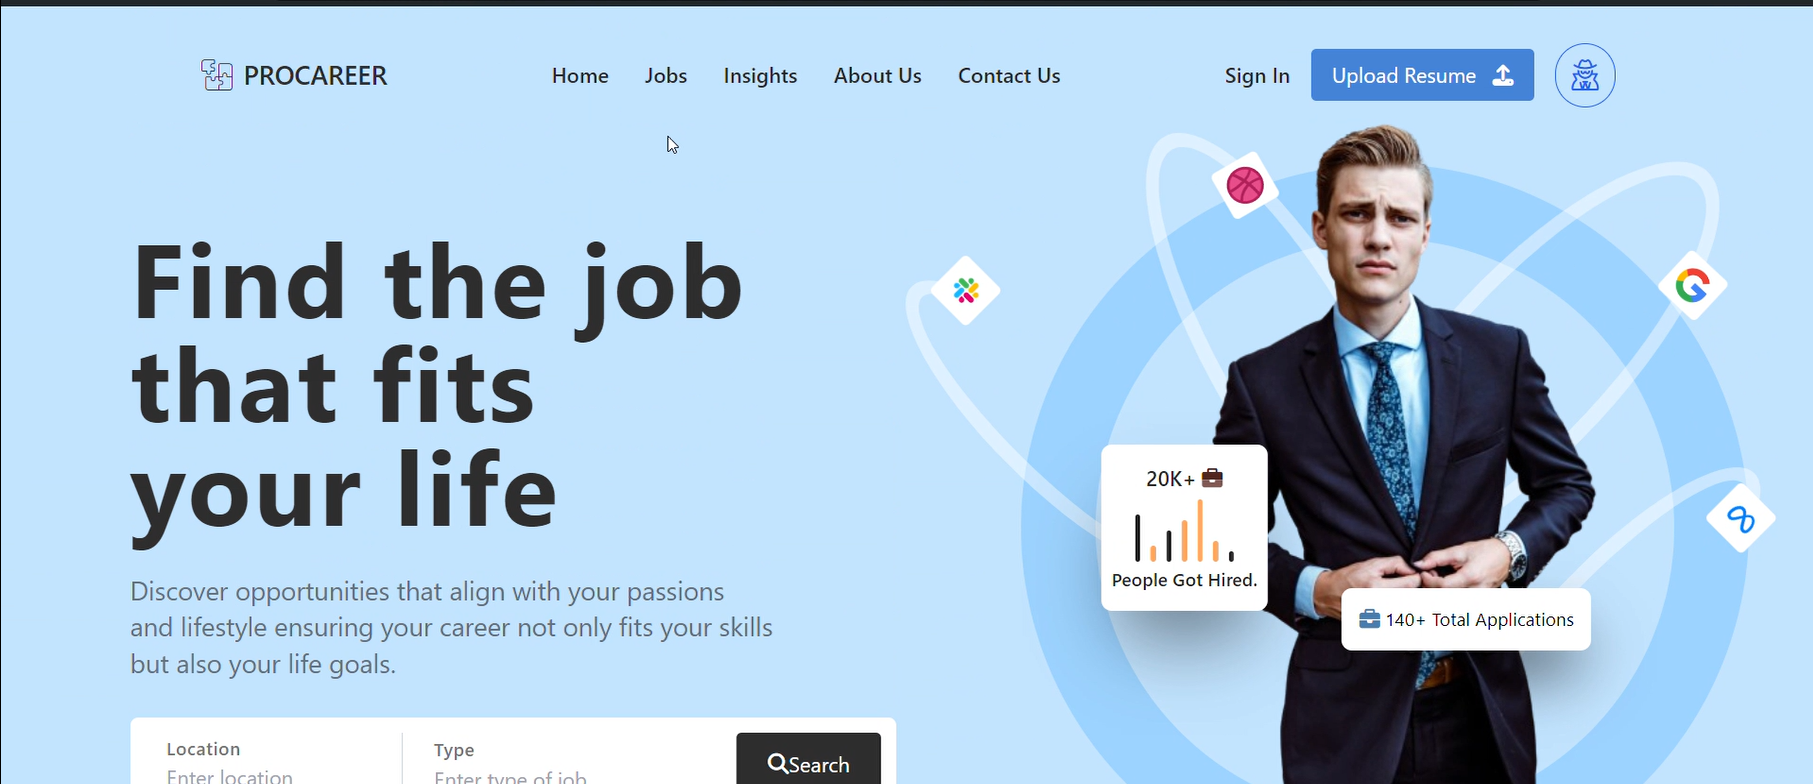 PROCAREER
Home Jobs Insights About Us Contact Us
Sign In Upload Resume
Find the job
that fits
your life
Discover opportunities that align with your passions
and lifestyle ensuring your career not only fits your skills
but also your life goals.
20K+
People Got Hired.
140+ Total Applications
Location
Enter location
Type
Enter type of job
Search